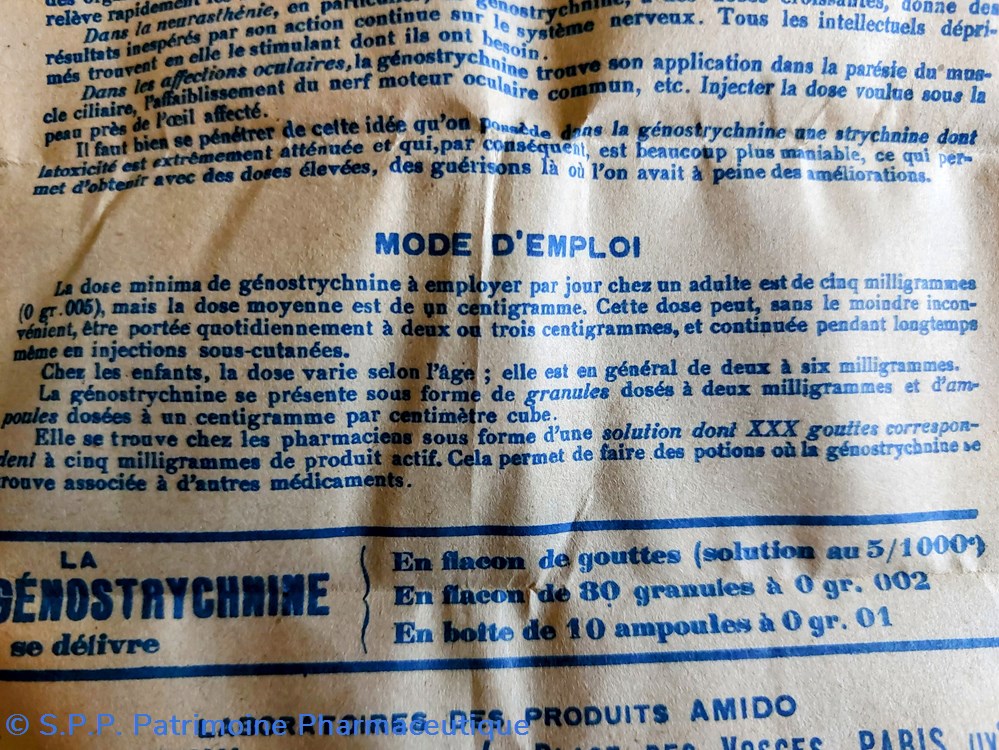 relève rapidement les
Dans la neurasthénie, en particulier, la génostrychnine, à des doses croissantes, donne des
résultats inespérés par son action continue sur le système nerveux. Tous les intellectuels dépri-
més trouvent en elle le stimulant dont ils ont besoin.
Dans les affections oculaires, la génostrychnine trouve son application dans la parésie du mus-
cle ciliaire, l'affaiblissement du nerf moteur oculaire commun, etc. Injecter la dose voulue sous la
peau près de l'œil affecté.
Il faut bien se pénétrer de cette idée qu'on possède dans la génostrychnine une strychnine dont
latoxicité est extrêmement atténuée et qui, par conséquent, est beaucoup plus maniable, ce qui per-
met d'obtenir avec des doses élevées, des guérisons là où l'on avait à peine des améliorations.
MODE D'EMPLOI
La dose minima de génostrychnine à employer par jour chez un adulte est de cinq milligrammes
(0 gr. 005), mais la dose moyenne est de un centigramme. Cette dose peut, sans le moindre incon-
vénient, être portée quotidiennement à deux ou trois centigrammes, et continuée pendant longtemps
même en injections sous-cutanées.
Chez les enfants, la dose varie selon l'âge ; elle est en général de deux à six milligrammes.
La génostrychnine se présente sous forme de granules dosés à deux milligrammes et d'am-
poules dosées à un centigramme par centimètre cube.
Elle se trouve chez les pharmaciens sous forme d'une solution dont XXX gouttes correspon-
dent à cinq milligrammes de produit actif. Cela permet de faire des potions où la génostrychnine se
rouve associée à d'autres médicaments.
LA
GÉNOSTRYCHNINE
se délivre
En flacon de gouttes (solution au 5/1000e)
En flacon de 80 granules à 0 gr. 002
En boîte de 10 ampoules à 0 gr. 01
LABORATOIRES DES PRODUITS AMIDO
PLACE DES VOSGES, PARIS
© S.P.P. Patrimoine Pharmaceutique